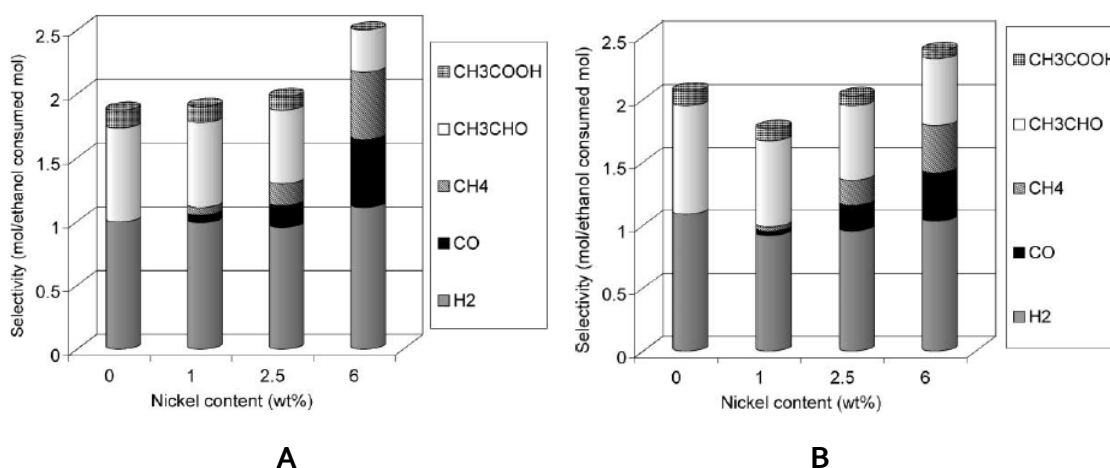 Selectivity (mol/ethanol consumed mol)
2.5
2
1.5
1
0.5
0
0 1 2.5 6
Nickel content (wt%)
CH3COOH
CH3CHO
CH4
CO
H2
A
Selectivity (mol/ethanol consumed mol)
2.5
2
1.5
1
0.5
0
0 1 2.5 6
Nickel content (wt%)
CH3COOH
CH3CHO
CH4
CO
H2
B